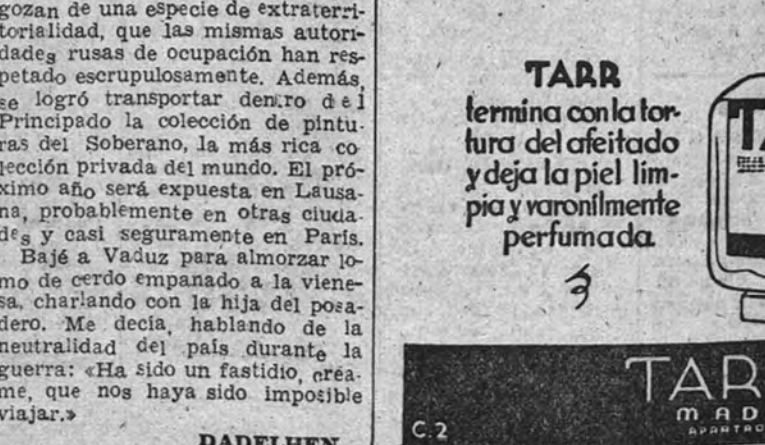 gozan de una especie de extraterri-
torialidad, que las mismas autori-
dades rusas de ocupación han res-
petado escrupulosamente. Además,
se logró transportar dentro del
Principado la colección de pintu-
ras del Soberano, la más rica co
lección privada del mundo. El pró-
ximo año será expuesta en Lausa-
na, probablemente en otras ciuda-
des y casi seguramente en París.
Bajé a Vaduz para almorzar lo-
mo de cerdo empanado a la viene-
sa, charlando con la hija del posa-
dero. Me decía, hablando de la
neutralidad del país durante la
guerra: «Ha sido un fastidio, créa-
me, que nos haya sido imposible
viajar.»
DADELHEN
TARR
termina con la tor-
tura del afeitado
y deja la piel lim-
pia y varonilmente
perfumada
TA
C.2
TAR
MAD
APARTAD